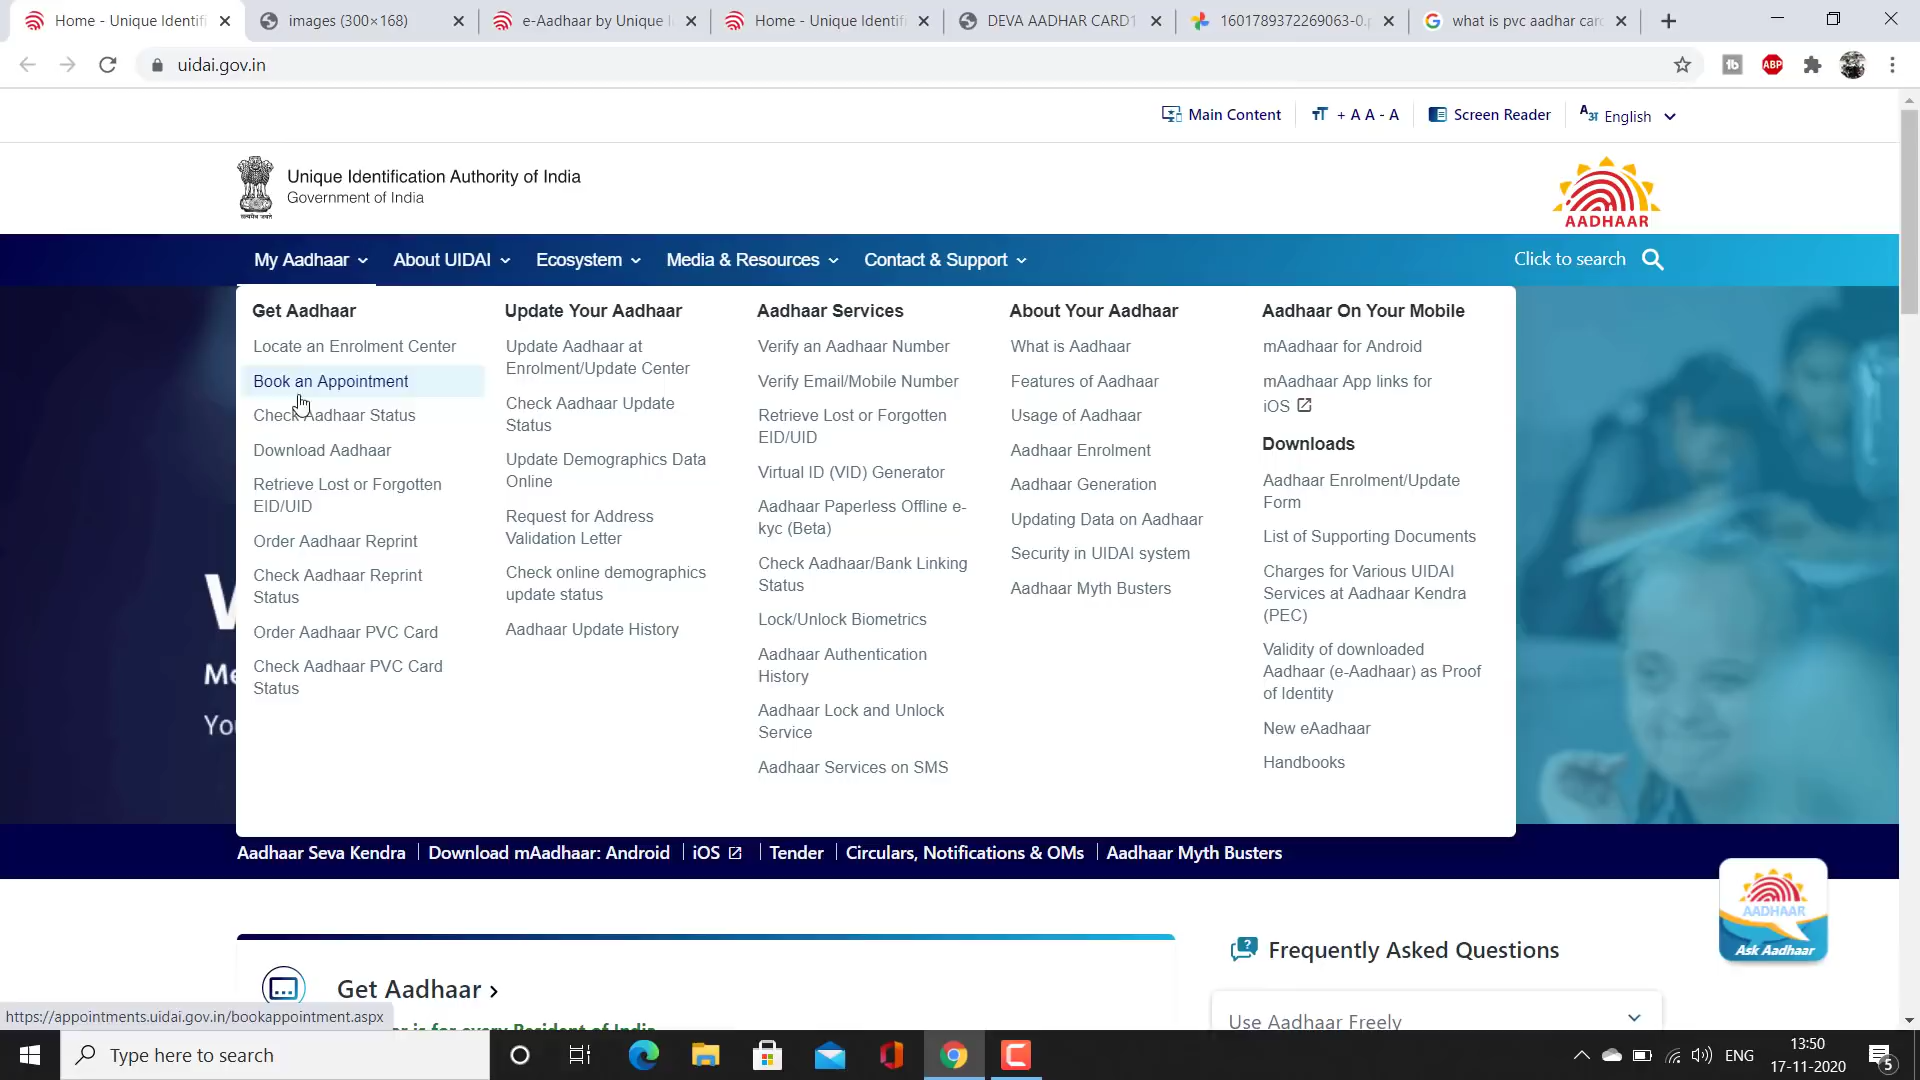 Home - Unique Identif
images (300×168)
e-Aadhaar by Unique I
Home - Unique Identif
DEVA AADHAR CARD1
1601789372269063-0.p
what is pvc aadhar car
uidai.gov.in
ABP
Main Content
+ A A - A
Screen Reader
English
Unique Identification Authority of India
Government of India
AADHAAR
My Aadhaar
About UIDAI
Ecosystem
Media & Resources
Contact & Support
Click to search
Get Aadhaar
Locate an Enrolment Center
Book an Appointment
Check Aadhaar Status
Download Aadhaar
Retrieve Lost or Forgotten
EID/UID
Order Aadhaar Reprint
Check Aadhaar Reprint
Status
Order Aadhaar PVC Card
Check Aadhaar PVC Card
Status
Update Your Aadhaar
Update Aadhaar at
Enrolment/Update Center
Check Aadhaar Update
Status
Update Demographics Data
Online
Request for Address
Validation Letter
Check online demographics
update status
Aadhaar Update History
Aadhaar Services
Verify an Aadhaar Number
Verify Email/Mobile Number
Retrieve Lost or Forgotten
EID/UID
Virtual ID (VID) Generator
Aadhaar Paperless Offline e-
kyc (Beta)
Check Aadhaar/Bank Linking
Status
Lock/Unlock Biometrics
Aadhaar Authentication
History
Aadhaar Lock and Unlock
Service
Aadhaar Services on SMS
About Your Aadhaar
What is Aadhaar
Features of Aadhaar
Usage of Aadhaar
Aadhaar Enrolment
Aadhaar Generation
Updating Data on Aadhaar
Security in UIDAI system
Aadhaar Myth Busters
Aadhaar On Your Mobile
mAadhaar for Android
mAadhaar App links for
iOS
Downloads
Aadhaar Enrolment/Update
Form
List of Supporting Documents
Charges for Various UIDAI
Services at Aadhaar Kendra
(PEC)
Validity of downloaded
Aadhaar (e-Aadhaar) as Proof
of Identity
New eAadhaar
Handbooks
Me
Yo
Aadhaar Seva Kendra
Download mAadhaar: Android
iOS
Tender
Circulars, Notifications & OMs
Aadhaar Myth Busters
AADHAAR
Ask Aadhaar
Get Aadhaar
Frequently Asked Questions
Use Aadhaar Freely
https://appointments.uidai.gov.in/bookappointment.aspx
is for every Resident of India
Type here to search
ENG
13:50
17-11-2020
5